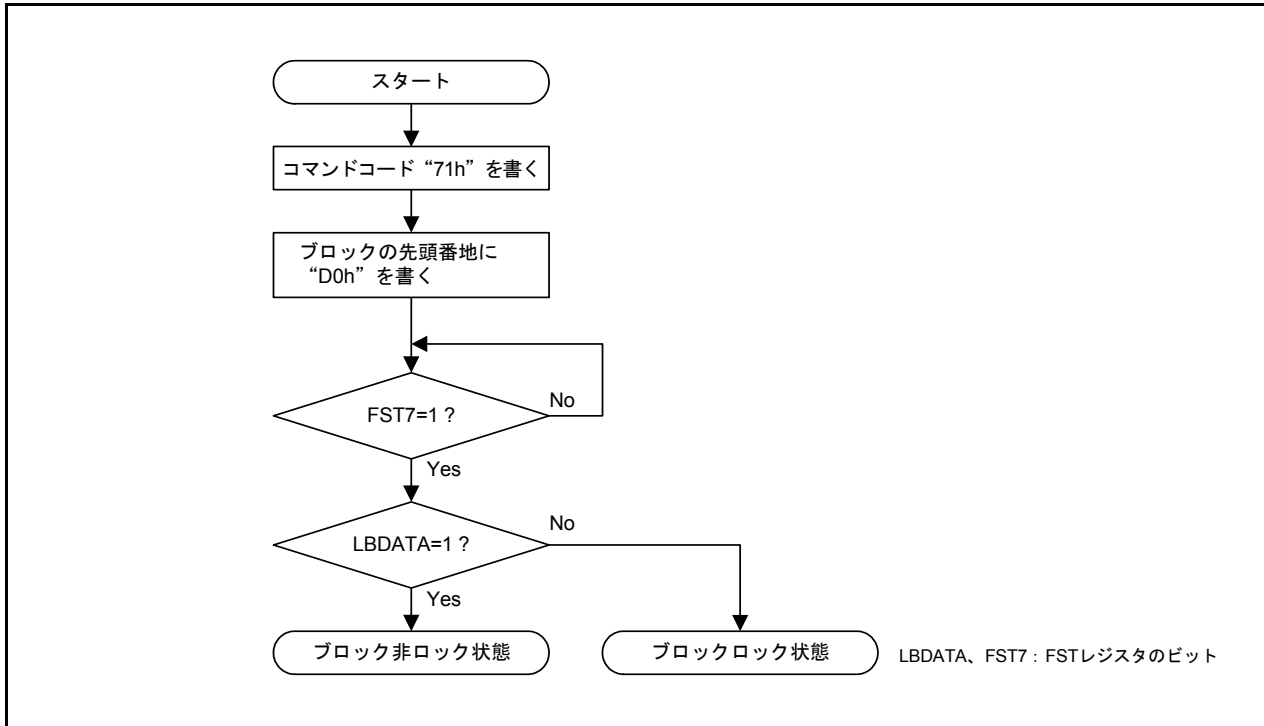 スタート
コマンドコード“71h”を書く
ブロックの先頭番地に
“D0h”を書く
FST7=1 ?
No
Yes
LBDATA=1 ?
No
Yes
ブロック非ロック状態
ブロックロック状態
LBDATA、FST7 : FSTレジスタのビット